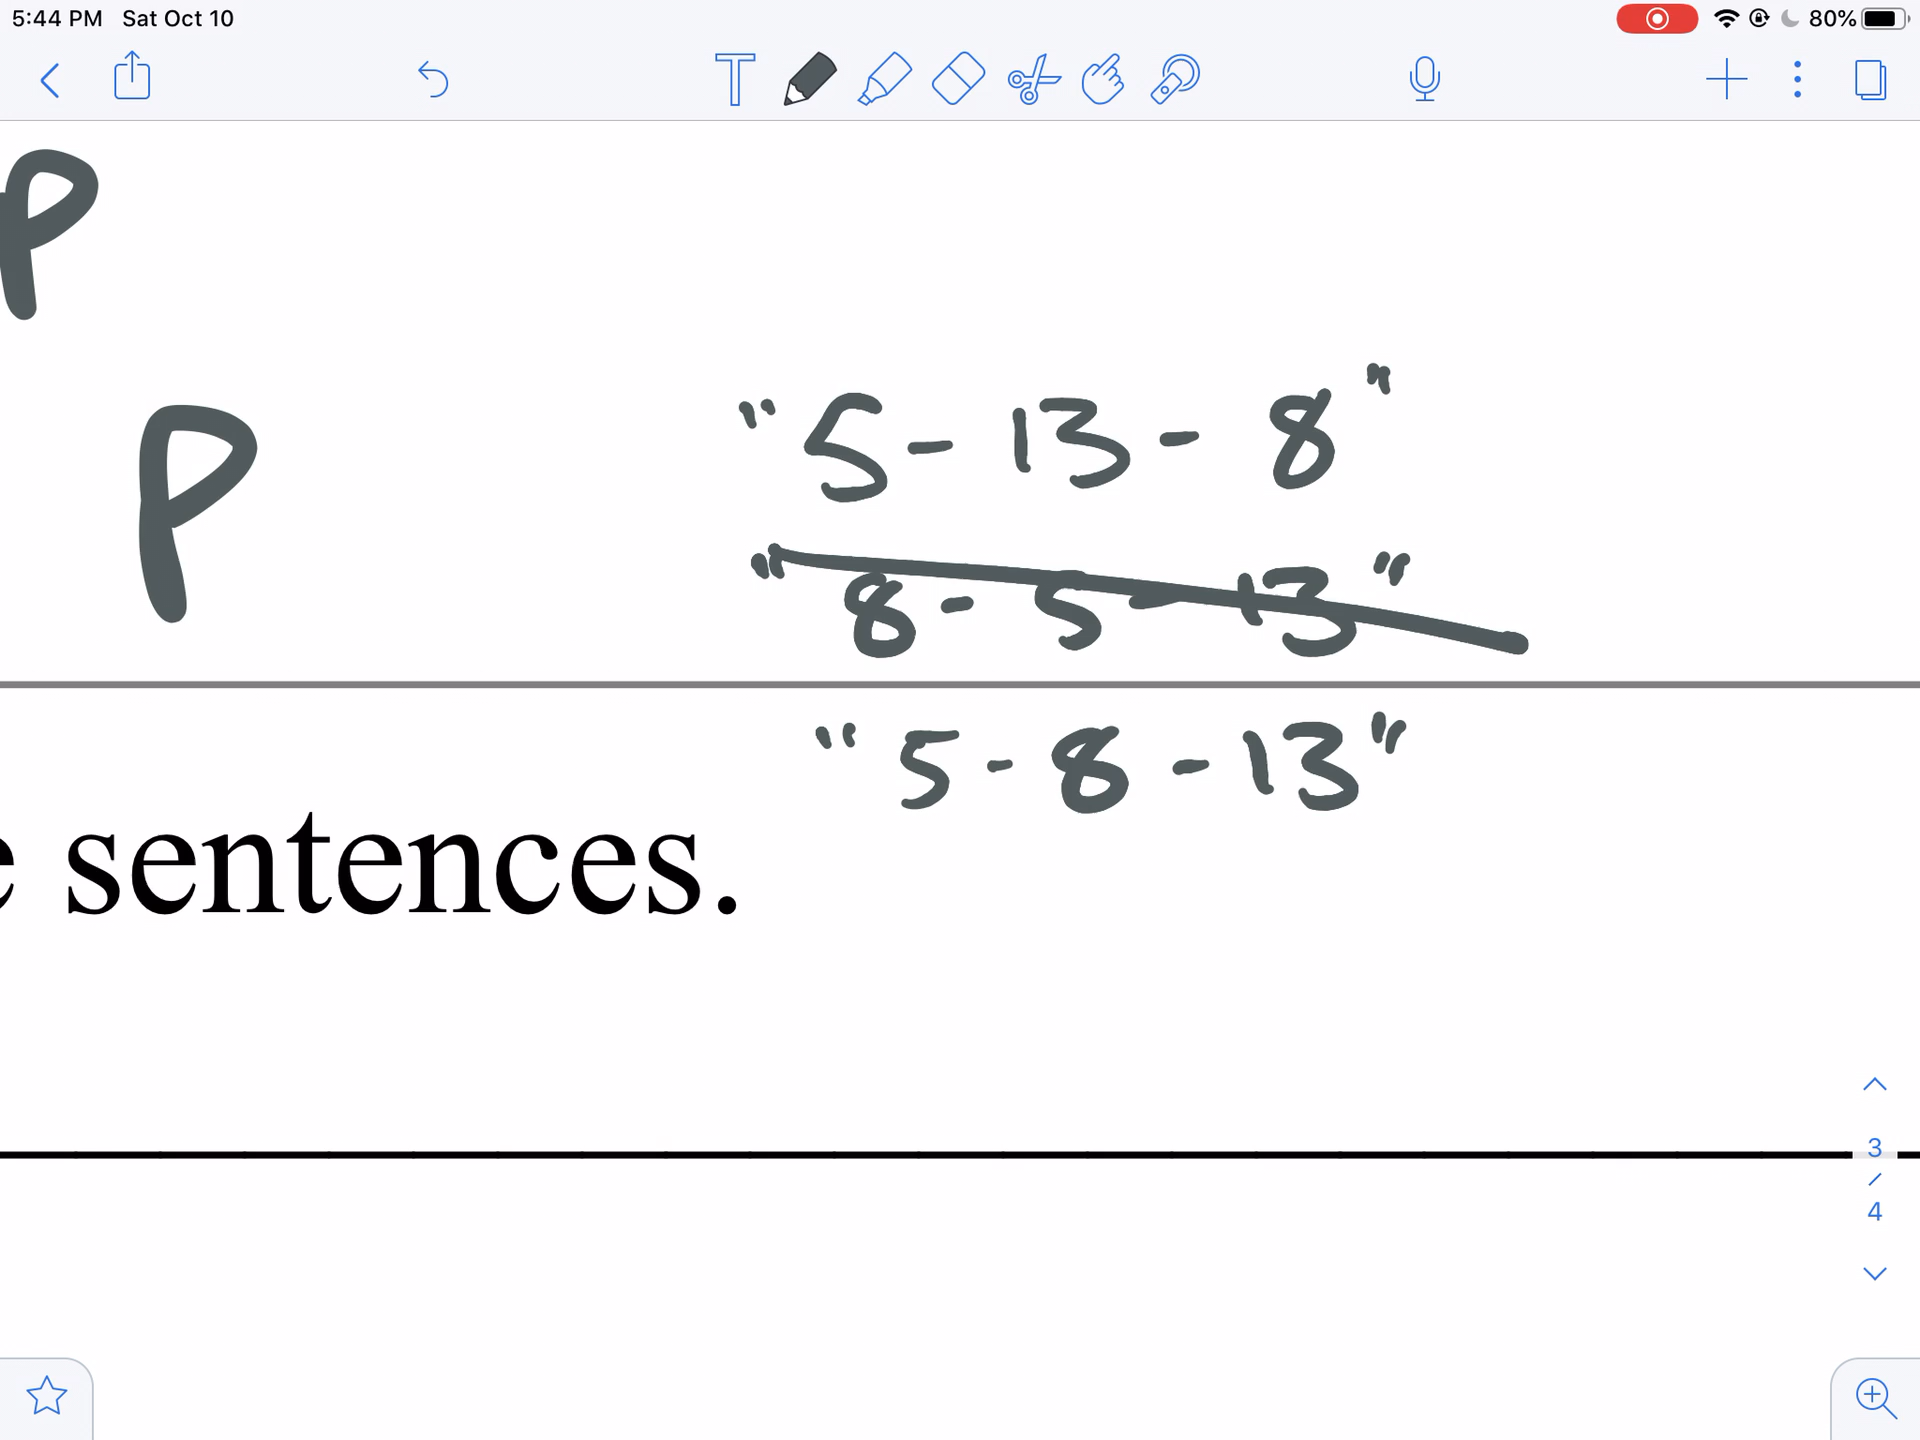 5:44 PM Sat Oct 10
80%
P
P
"5-13-8"
"8-5-13"
"5-8-13"
sentences.
3
/
4